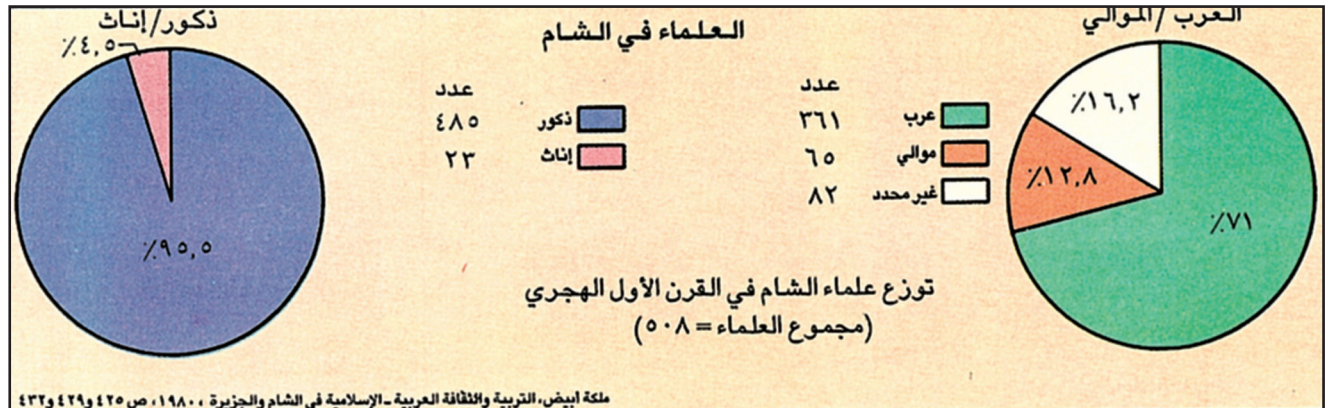 العرب/الموالي
٪١٦,٢
٪١٢,٨
٪٧١
العلماء في الشام
عدد
عرب ٣٦١
موالي ٦٥
غير محدد ٨٢
عدد
ذكور ٤٨٥
إناث ٢٣
توزع علماء الشام في القرن الأول الهجري
(مجموع العلماء = ٥٠٨)
ذكور/إناث
٪٤,٥
٪٩٥,٥
ملكة أبيض، التربية والثقافة العربية ـ الإسلامية في الشام والجزيرة، ١٩٨٠، ص ٤٢٥ و٤٢٩ و٤٣٢